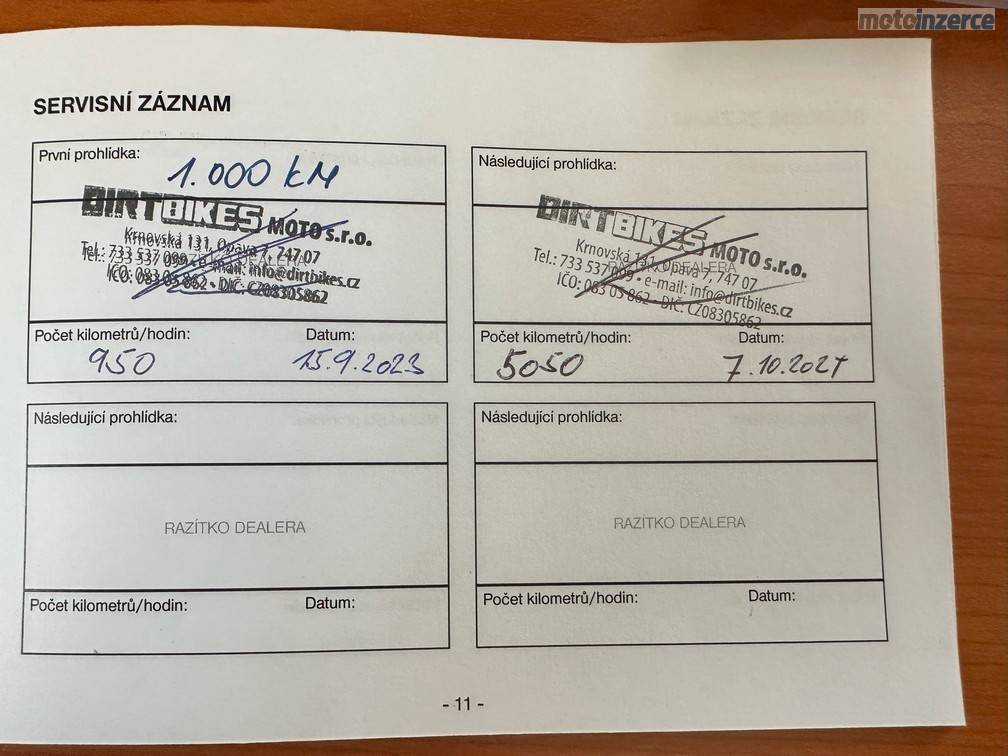 motoinzerce
SERVISNÍ ZÁZNAM
První prohlídka:
1.000 KM
DIRTBIKES MOTO s.r.o.
Krnovská 131, Opava 7, 747 07
Tel.: 733 537 099 • e-mail: info@dirtbikes.cz
IČO: 083 05 862 • DIČ: CZ08305862
Počet kilometrů/hodin:
Datum:
950
15.9.2023
Následující prohlídka:
DIRTBIKES MOTO s.r.o.
Krnovská 131, Opava 7, 747 07
Tel.: 733 537 099 • e-mail: info@dirtbikes.cz
IČO: 083 05 862 • DIČ: CZ08305862
Počet kilometrů/hodin:
Datum:
5050
7.10.2024
Následující prohlídka:
RAZÍTKO DEALERA
Počet kilometrů/hodin:
Datum:
Následující prohlídka:
RAZÍTKO DEALERA
Počet kilometrů/hodin:
Datum:
- 11 -